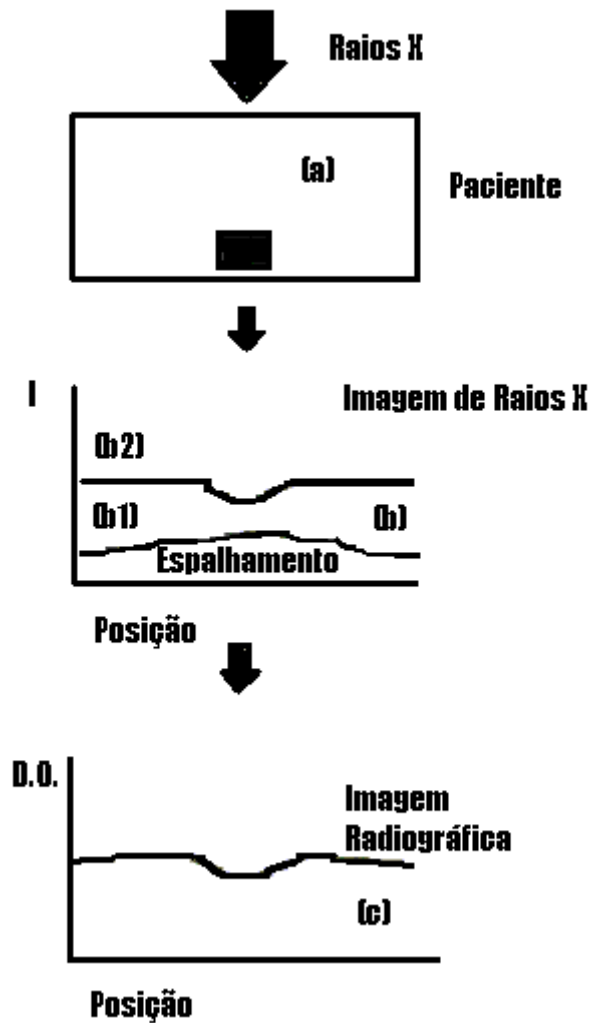 Raios X
(a)
Paciente
I
Imagem de Raios X
(b2)
(b1)
(b)
Espalhamento
Posição
D.O.
Imagem
Radiográfica
(c)
Posição